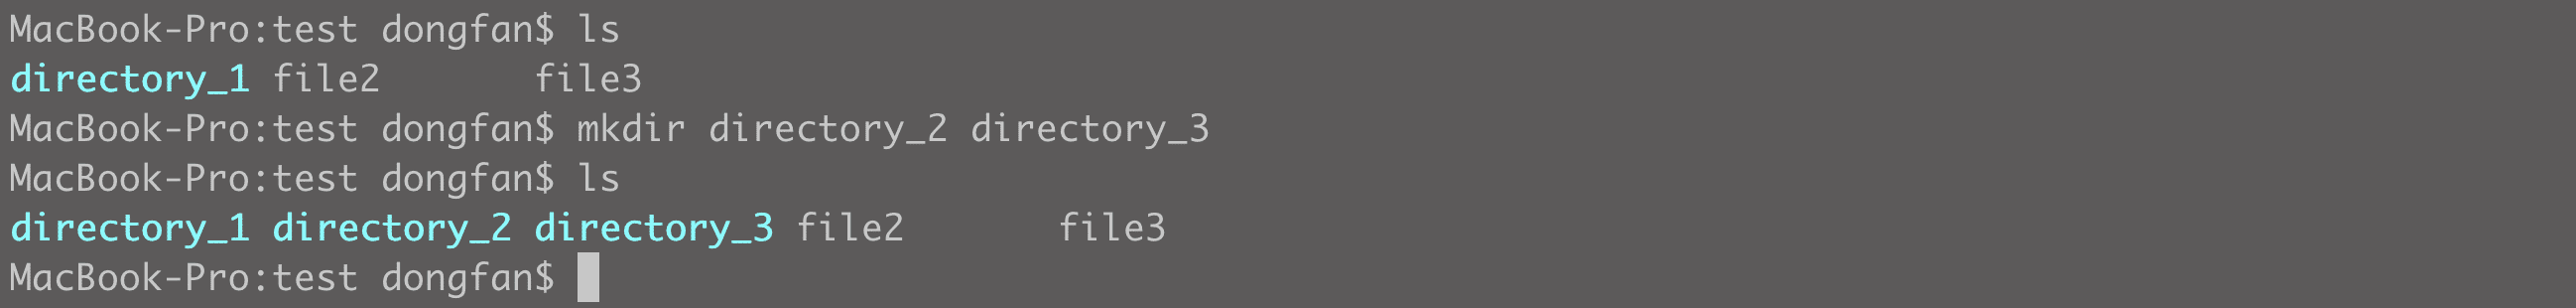 MacBook-Pro:test dongfan$ ls
directory_1 file2       file3
MacBook-Pro:test dongfan$ mkdir directory_2 directory_3
MacBook-Pro:test dongfan$ ls
directory_1 directory_2 directory_3 file2       file3
MacBook-Pro:test dongfan$